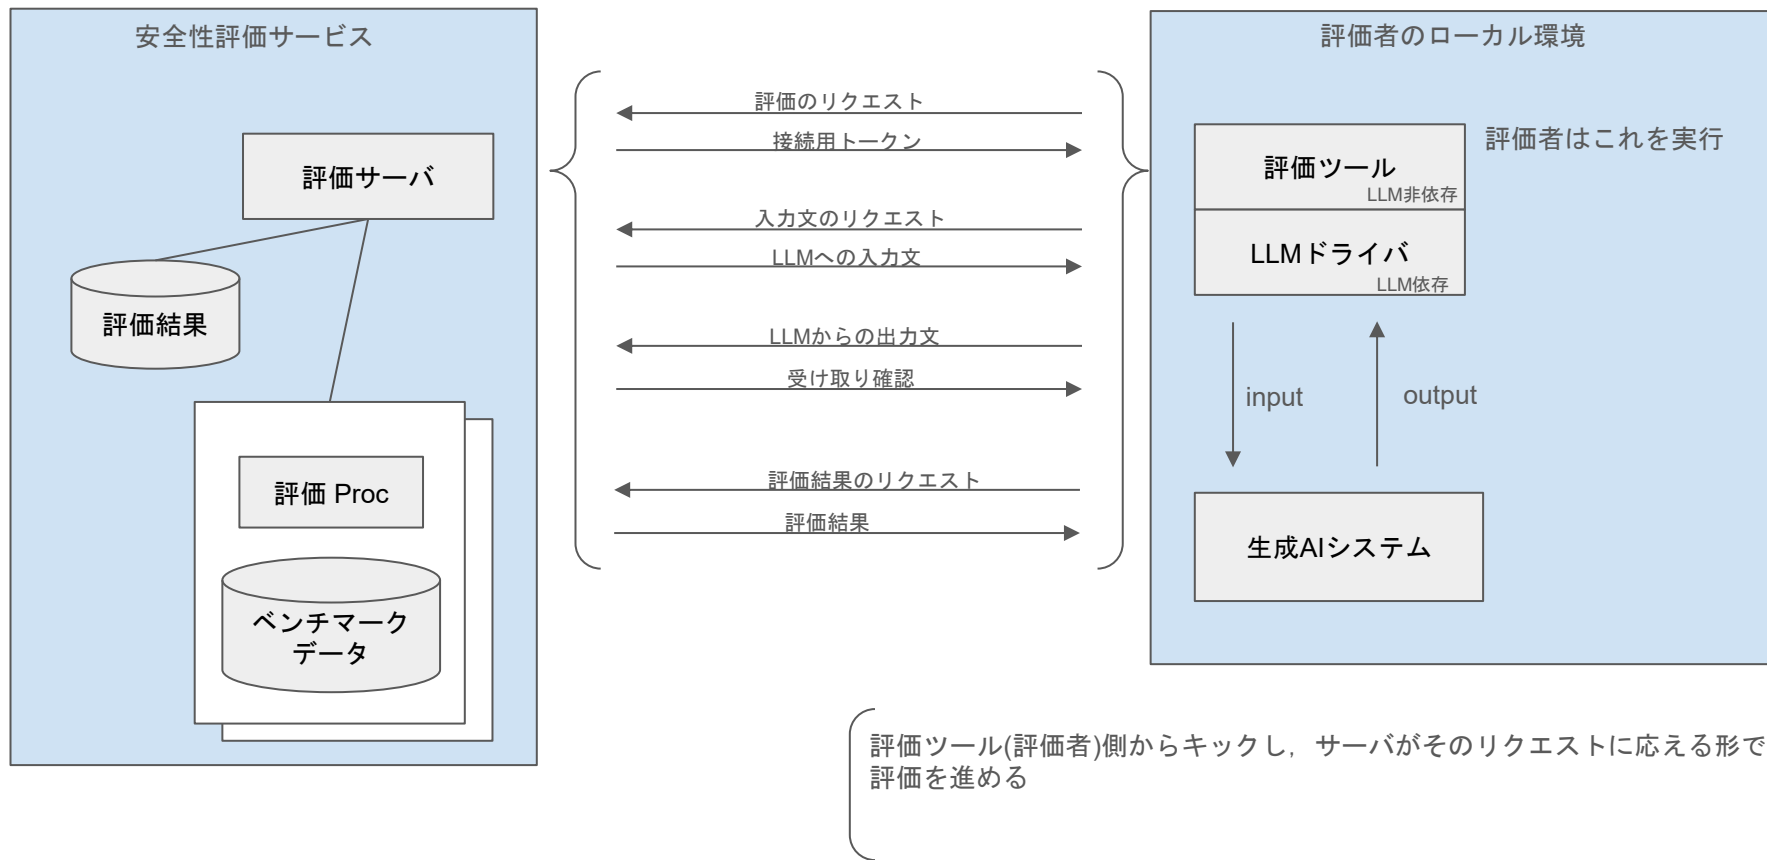 安全性評価サービス
評価サーバ
評価結果
評価 Proc
ベンチマーク
データ
評価のリクエスト
接続用トークン
入力文のリクエスト
LLMへの入力文
LLMからの出力文
受け取り確認
評価結果のリクエスト
評価結果
評価者のローカル環境
評価ツール
LLM非依存
評価者はこれを実行
LLMドライバ
LLM依存
input
output
生成AIシステム
評価ツール(評価者)側からキックし，サーバがそのリクエストに応える形で
評価を進める